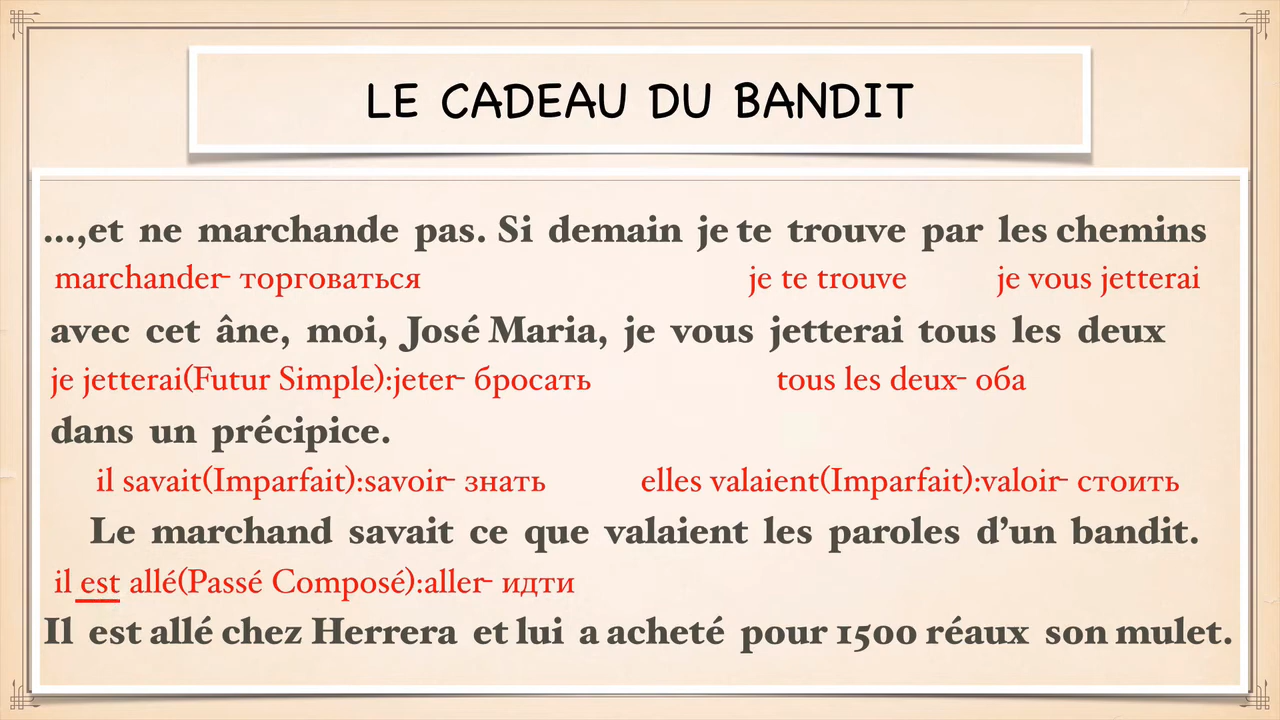 LE CADEAU DU BANDIT
...,et ne marchande pas. Si demain je te trouve par les chemins
marchander- торговаться je te trouve je vous jetterai
avec cet âne, moi, José Maria, je vous jetterai tous les deux
je jetterai(Futur Simple):jeter- бросать tous les deux- оба
dans un précipice.
il savait(Imparfait):savoir- знать elles valaient(Imparfait):valoir- стоить
Le marchand savait ce que valaient les paroles d’un bandit.
il est allé(Passé Composé):aller- идти
Il est allé chez Herrera et lui a acheté pour 1500 réaux son mulet.